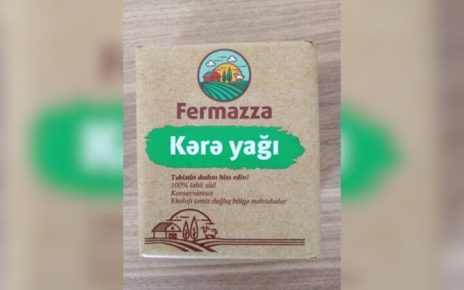 Fermazza
Kərə yağı
Təbiətin dadını hiss edin!
100% təbii süd
Konservantsız
Ekoloji təmiz dağlıq bölgə məhsuludur